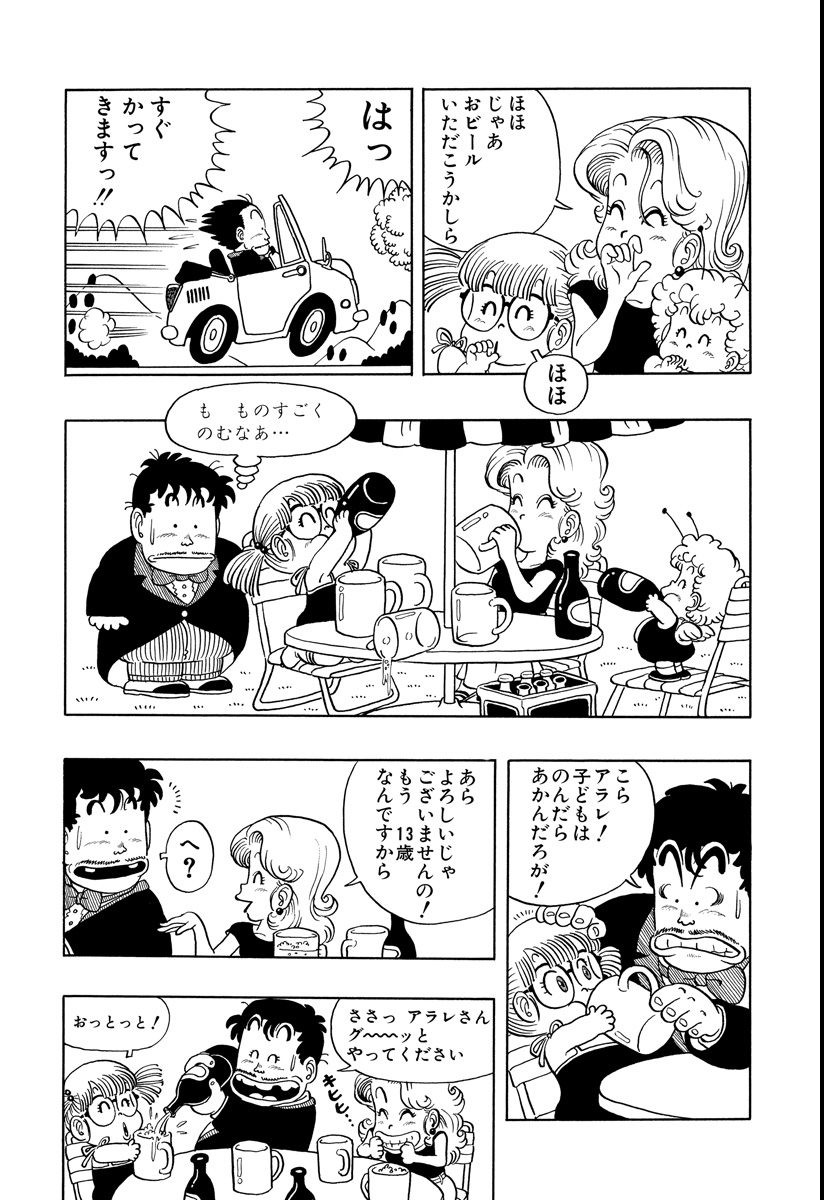 ほほ
じゃあ
おビール
いただこうかしら
ほほ
はっ
すぐ
かって
きますっ!!
も ものすごく
のむなあ…
こら
アラレ!
子どもは
のんだら
あかんだろが!
あら
よろしいじゃ
ございませんの!
もう 13歳
なんですから
へ?
ささっ アラレさん
グ〜〜〜ッと
やってください
キヒヒ…
おっとっと!